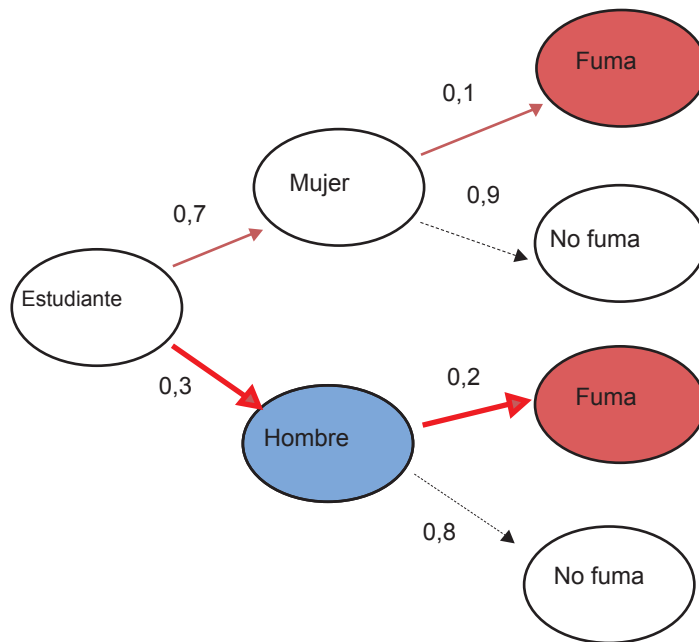 Fuma
0,1
Mujer
0,9
0,7
No fuma
Estudiante
0,3
0,2
Fuma
Hombre
0,8
No fuma